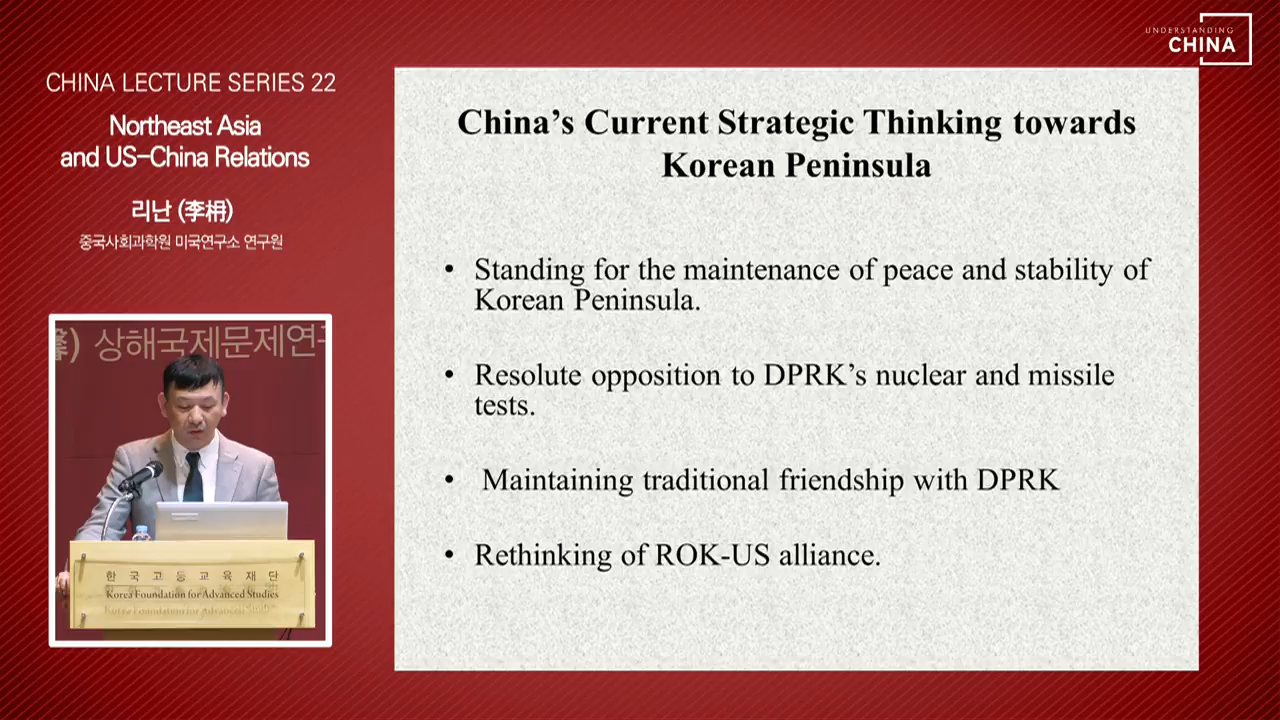 UNDERSTANDING
CHINA
CHINA LECTURE SERIES 22
Northeast Asia
and US-China Relations
리난 (李枏)
중국사회과학원 미국연구소 연구원
상해국제문제연
한국고등교육재단
Korea Foundation for Advanced Studies
China's Current Strategic Thinking towards
Korean Peninsula
• Standing for the maintenance of peace and stability of
Korean Peninsula.
• Resolute opposition to DPRK's nuclear and missile
tests.
• Maintaining traditional friendship with DPRK
• Rethinking of ROK-US alliance.